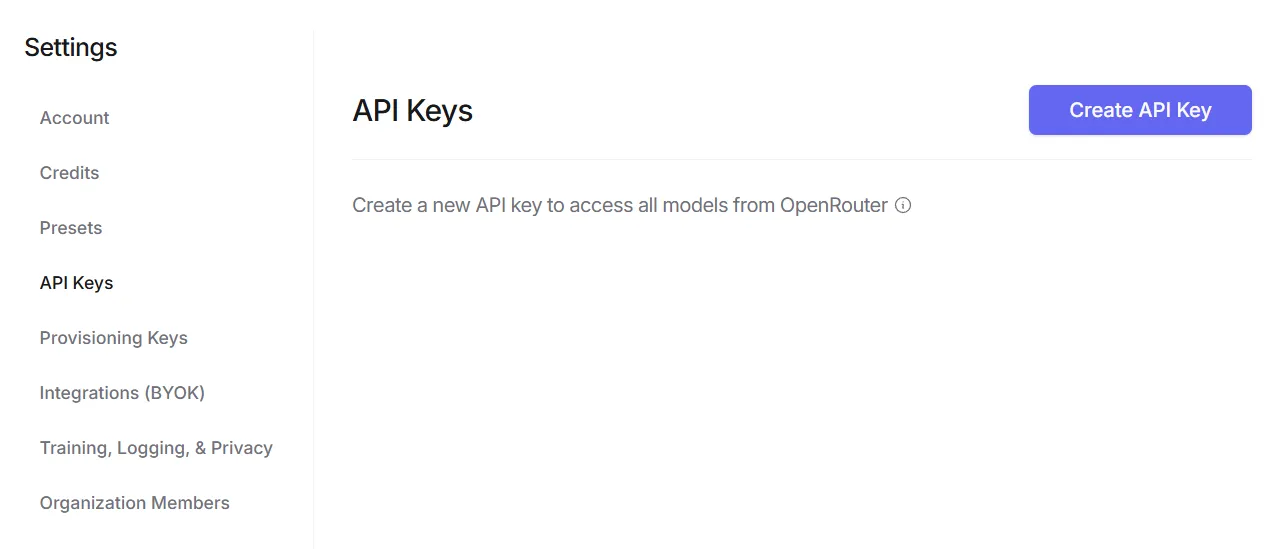 Settings
Account
Credits
Presets
API Keys
Provisioning Keys
Integrations (BYOK)
Training, Logging, & Privacy
Organization Members
API Keys
Create API Key
Create a new API key to access all models from OpenRouter